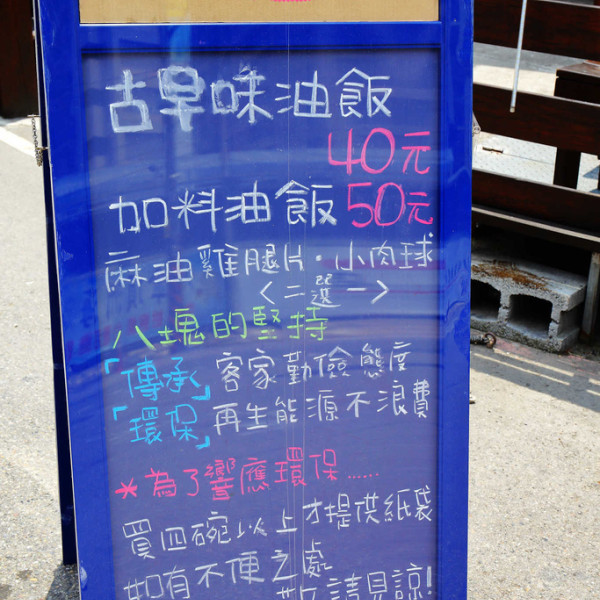 古早味油飯
40元
加料油飯50元
麻油雞腿片·小肉球
<二選一>
八塊的堅持
「傳承」客家勤儉態度
「環保」再生能源不浪費
*為了響應環保......
買四碗以上才提供紙袋
如有不便之處
敬請見諒!